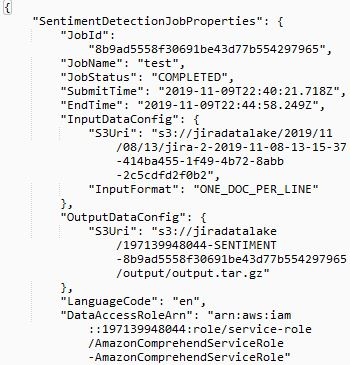 {
"SentimentDetectionJobProperties": {
"JobId":
"8b9ad5558f30691be43d77b554297965",
"JobName": "test",
"JobStatus": "COMPLETED",
"SubmitTime": "2019-11-09T22:40:21.718Z",
"EndTime": "2019-11-09T22:44:58.249Z",
"InputDataConfig": {
"S3Uri": "s3://jiradatalake/2019/11
/08/13/jira-2-2019-11-08-13-15-37
-414ba455-1f49-4b72-8abb
-2c5cdfd2f0b2",
"InputFormat": "ONE_DOC_PER_LINE"
},
"OutputDataConfig": {
"S3Uri": "s3://jiradatalake
/197139948044-SENTIMENT
-8b9ad5558f30691be43d77b554297965
/output/output.tar.gz"
},
"LanguageCode": "en",
"DataAccessRoleArn": "arn:aws:iam
::197139948044:role/service-role
/AmazonComprehendServiceRole
-AmazonComprehendServiceRole"